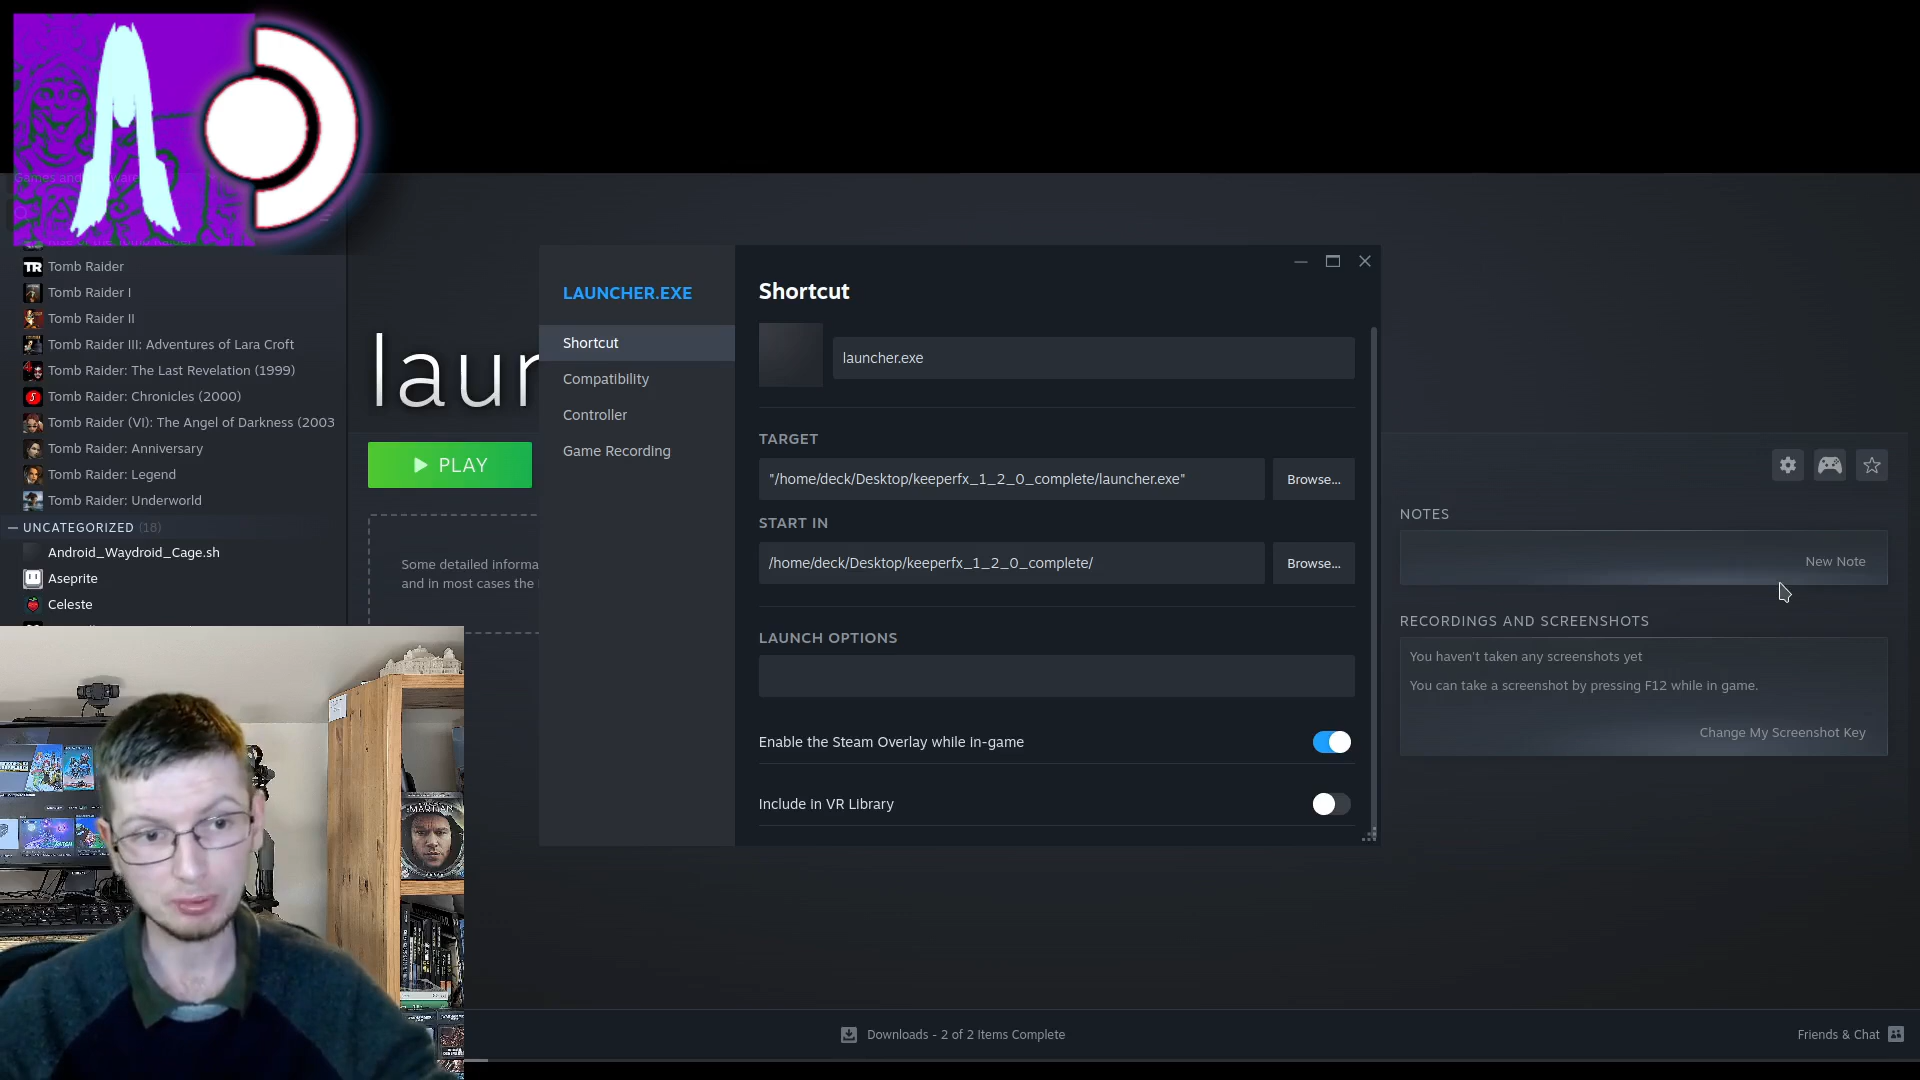 Games and Software
Tomb Raider
Tomb Raider I
Tomb Raider II
Tomb Raider III: Adventures of Lara Croft
Tomb Raider: The Last Revelation (1999)
Tomb Raider: Chronicles (2000)
Tomb Raider (VI): The Angel of Darkness (2003
Tomb Raider: Anniversary
Tomb Raider: Legend
Tomb Raider: Underworld
— UNCATEGORIZED (18)
Android_Waydroid_Cage.sh
Aseprite
Celeste
laun
PLAY
Some detailed informa
and in most cases the
LAUNCHER.EXE
Shortcut
Compatibility
Controller
Game Recording
Shortcut
launcher.exe
TARGET
"/home/deck/Desktop/keeperfx_1_2_0_complete/launcher.exe"
Browse...
START IN
/home/deck/Desktop/keeperfx_1_2_0_complete/
Browse...
LAUNCH OPTIONS
Enable the Steam Overlay while in-game
Include in VR Library
NOTES
New Note
RECORDINGS AND SCREENSHOTS
You haven't taken any screenshots yet
You can take a screenshot by pressing F12 while in game.
Change My Screenshot Key
MARTIAN
Downloads - 2 of 2 Items Complete
Friends & Chat